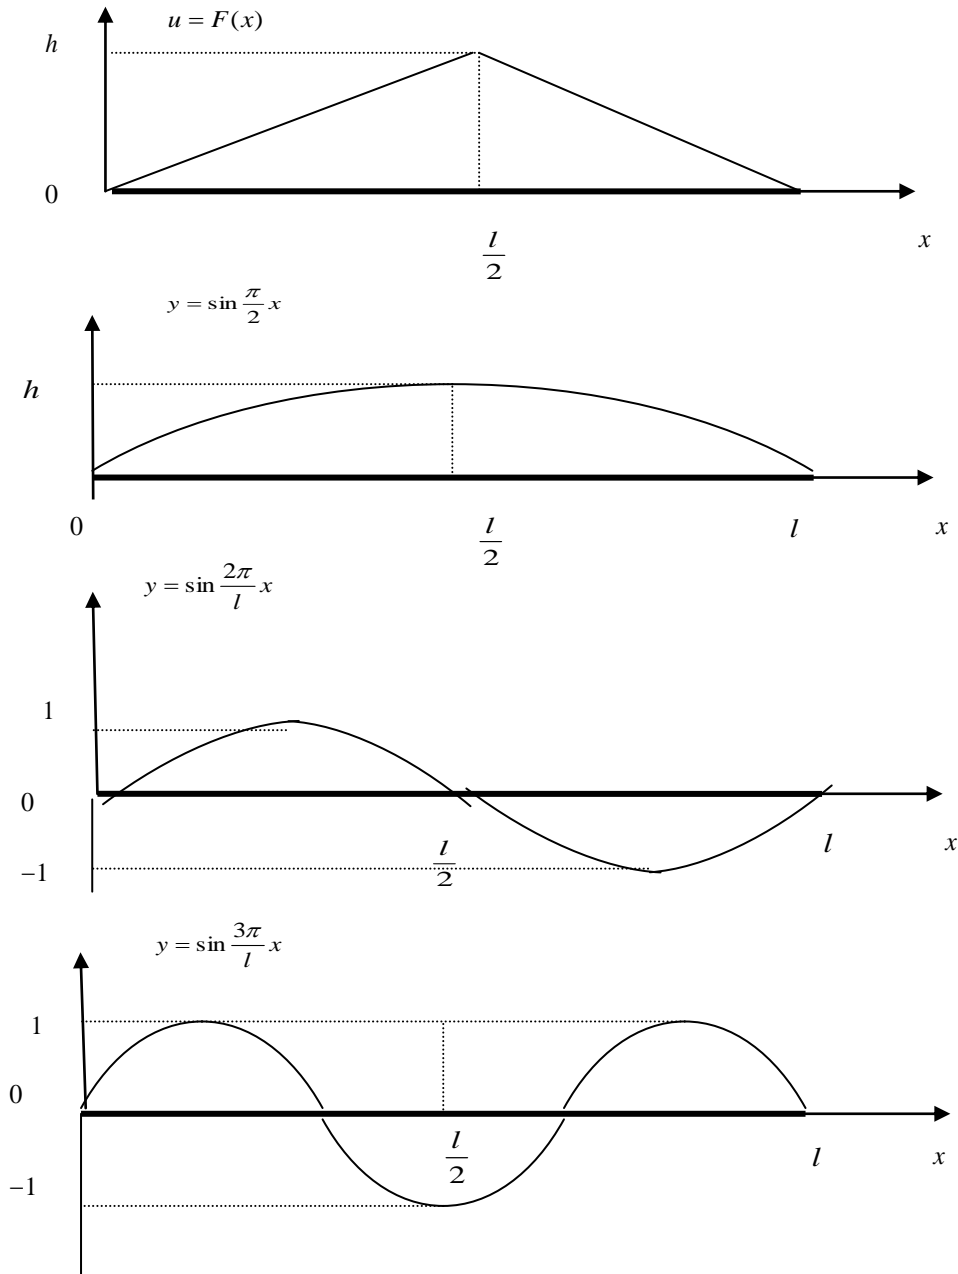 u = F(x)
h
0
l/2
x
y = sin π/2 x
h
0
l/2
l
x
y = sin 2π/l x
1
0
l/2
l
x
−1
y = sin 3π/l x
1
0
l/2
l
x
−1